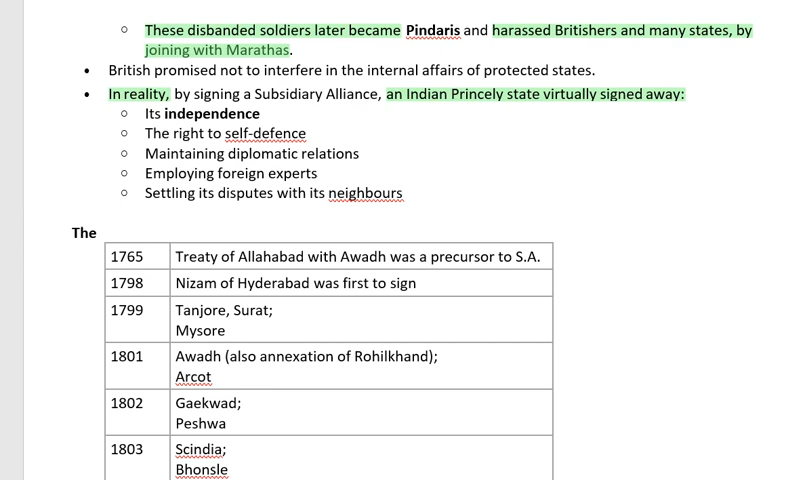 ○ These disbanded soldiers later became Pindaris and harassed Britishers and many states, by
joining with Marathas.
• British promised not to interfere in the internal affairs of protected states.
• In reality, by signing a Subsidiary Alliance, an Indian Princely state virtually signed away:
○ Its independence
○ The right to self-defence
○ Maintaining diplomatic relations
○ Employing foreign experts
○ Settling its disputes with its neighbours
The
1765 Treaty of Allahabad with Awadh was a precursor to S.A.
1798 Nizam of Hyderabad was first to sign
1799 Tanjore, Surat;
Mysore
1801 Awadh (also annexation of Rohilkhand);
Arcot
1802 Gaekwad;
Peshwa
1803 Scindia;
Bhonsle